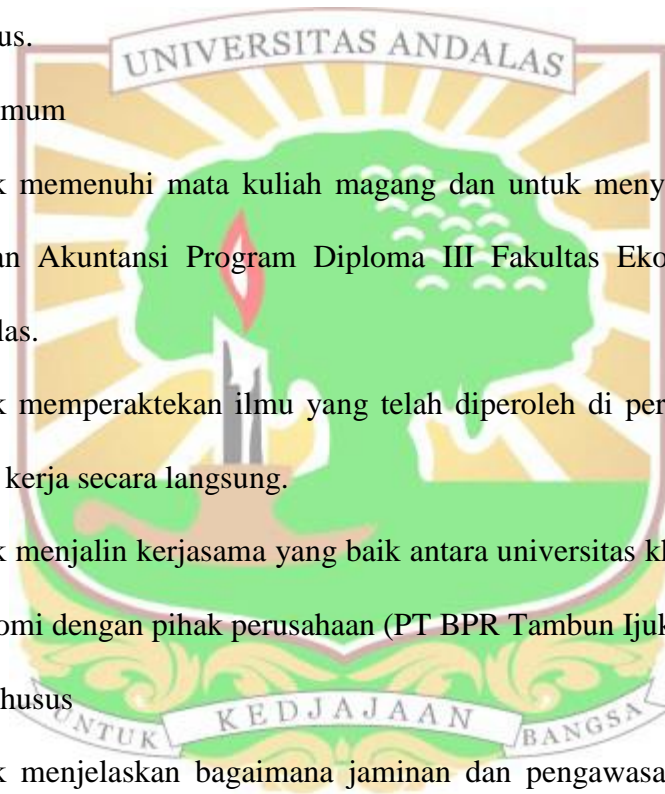 us.
UNIVERSITAS ANDALAS
mum
k memenuhi mata kuliah magang dan untuk meny
an Akuntansi Program Diploma III Fakultas Eko
las.
k memperaktekan ilmu yang telah diperoleh di per
kerja secara langsung.
k menjalin kerjasama yang baik antara universitas kl
omi dengan pihak perusahaan (PT BPR Tambun Ijuk
husus
UNTUK KEDJAJAAN BANGSA
k menjelaskan bagaimana jaminan dan pengawasa